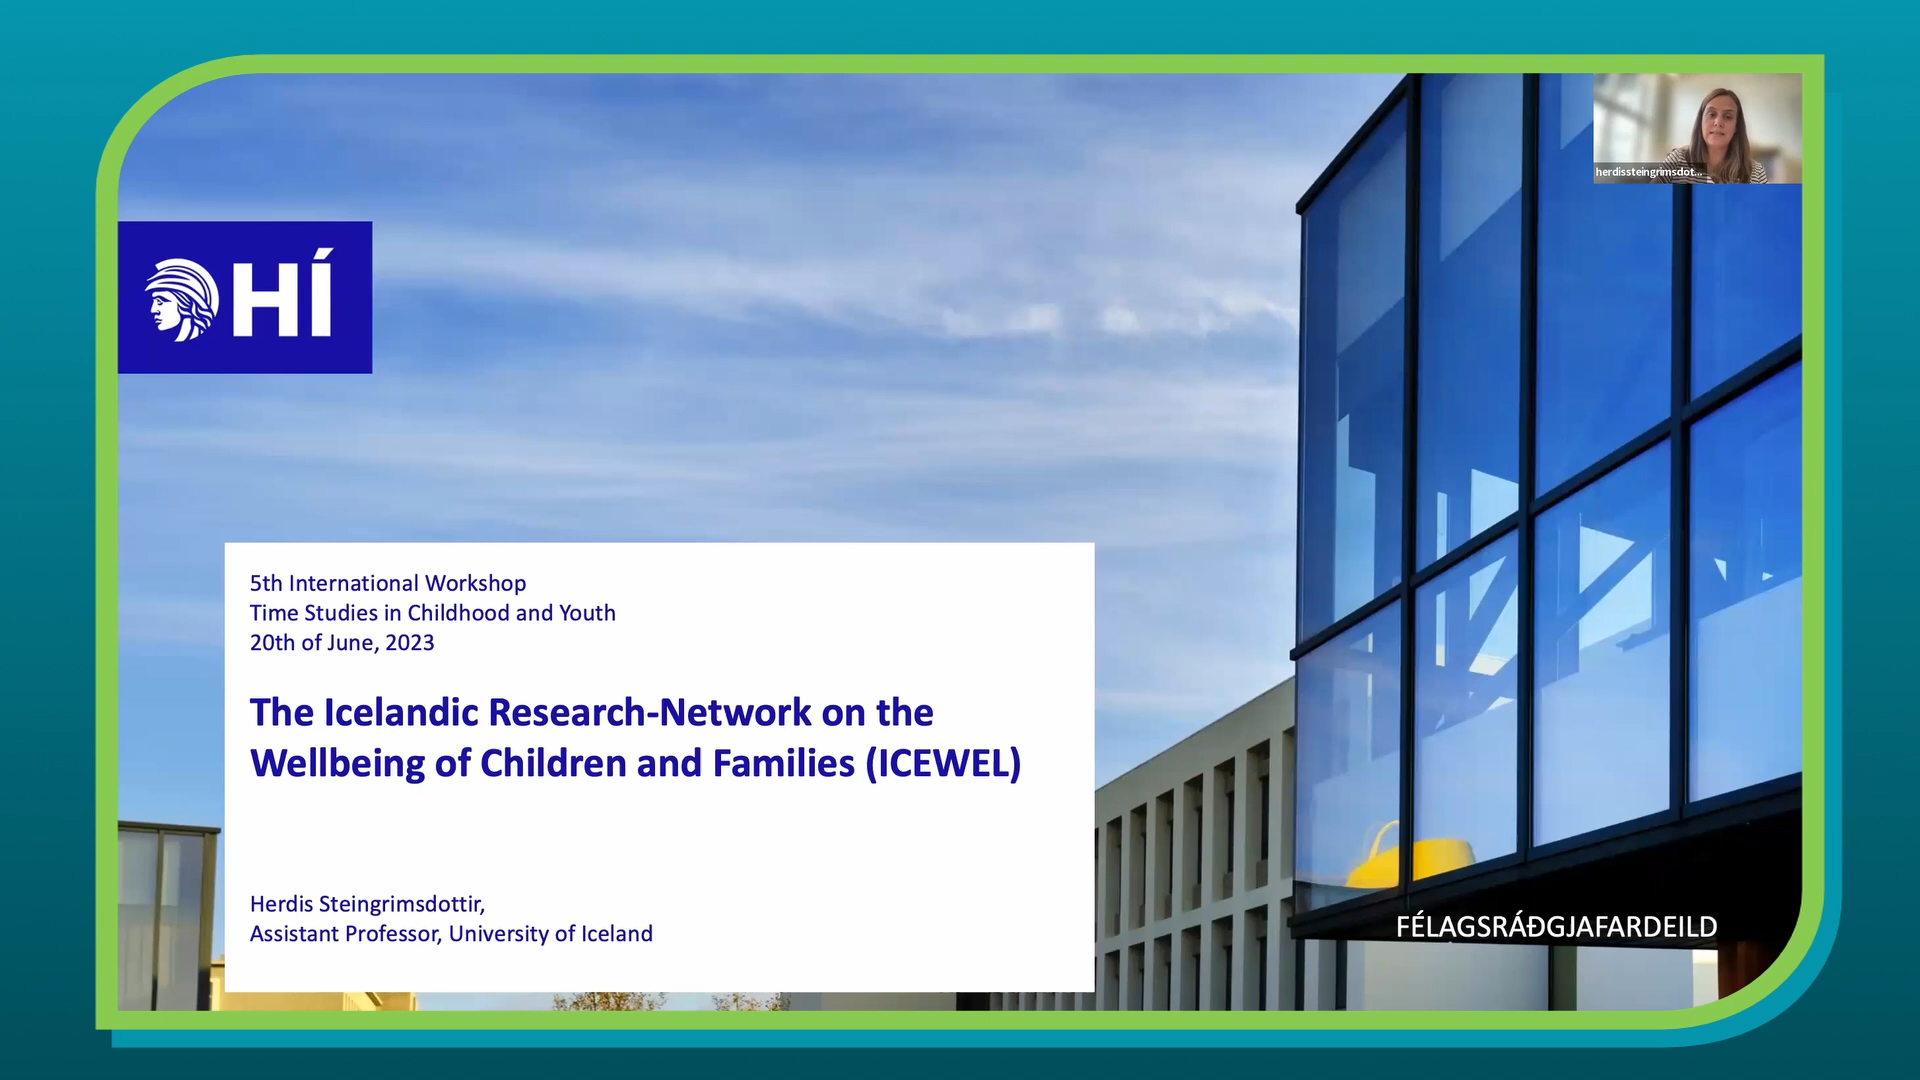 herdissteingrimsdot...
HÍ
5th International Workshop
Time Studies in Childhood and Youth
20th of June, 2023
The Icelandic Research-Network on the
Wellbeing of Children and Families (ICEWEL)
Herdis Steingrimsdottir,
Assistant Professor, University of Iceland
FÉLAGSRÁÐGJAFARDEILD